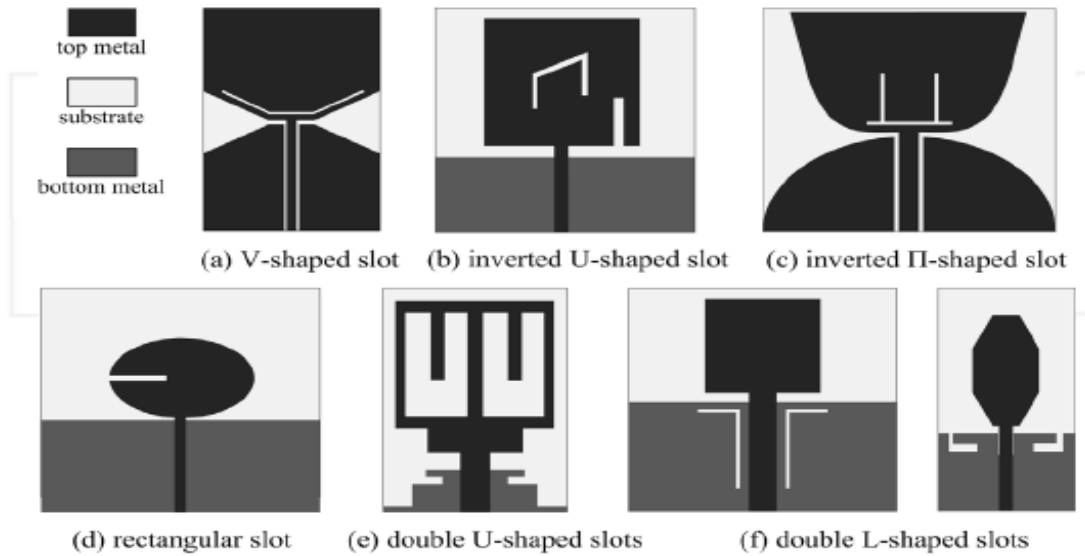 top metal
substrate
bottom metal
(a) V-shaped slot
(b) inverted U-shaped slot
(c) inverted Π-shaped slot
(d) rectangular slot
(e) double U-shaped slots
(f) double L-shaped slots